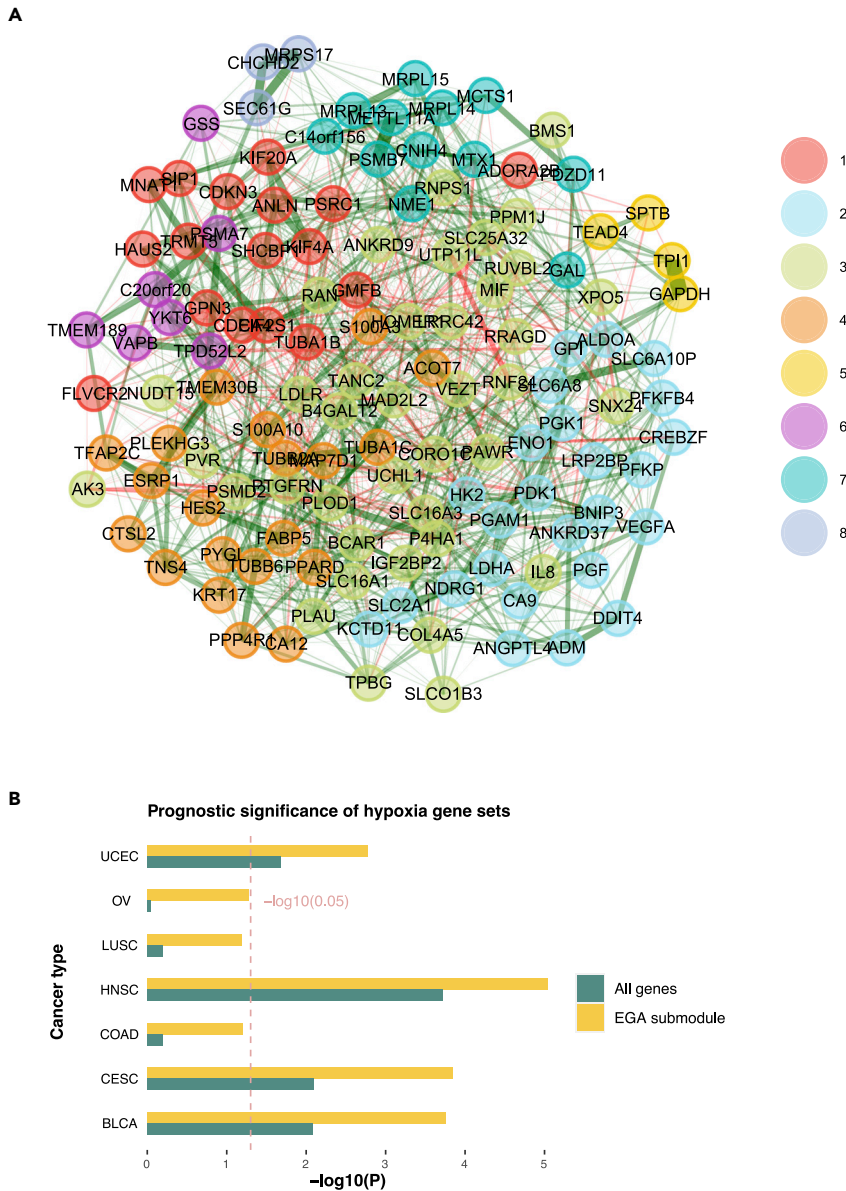 A
MRPS17
CHCHD2
SEC61G
GSS
MRPL15
MCTS1
MRPL13
MRPL14
METTL11A
C14orf156
BMS1
CNIH4
PSMB7
MTX1
KIF20A
SIP1
MNAT1
CDKN3
ANLN
PSRC1
NME1
RNPS1
ADORA2B
PDZD11
PPM1J
SPTB
TEAD4
HAUS2
TRMT5
PSMA7
SHCBP1
KIF4A
ANKRD9
SLC25A32
UTP11L
RUVBL2
GAL
TPI1
GAPDH
C20orf20
RAN
GMFB
MIF
XPO5
YKT6
GPN3
TMEM189
VAPB
EIF2S1
S100A3
LRRC42
RRAGD
TPD52L2
TUBA1B
GPI
ALDOA
SLC6A10P
FLVCR2
NUDT15
TMEM30B
LDLR
TANC2
ACOT7
MAD2L2
VEZT
RNF24
SLC6A8
SNX24
PFKFB4
B4GALT2
PGK1
S100A10
CREBZF
TFAP2C
PLEKHG3
PVR
TUBB2A
MAP7D1
TUBA1C
CORO1C
PAWR
ENO1
LRP2BP
PFKP
AK3
ESRP1
PSMD2
PTGFRN
UCHL1
HES2
PLOD1
HK2
PDK1
SLC16A3
PGAM1
BNIP3
VEGFA
CTSL2
FABP5
BCAR1
P4HA1
ANKRD37
TNS4
PYGL
TUBB6
PPARD
SLC16A1
IGF2BP2
LDHA
IL8
PGF
KRT17
NDRG1
SLC2A1
CA9
PLAU
KCTD11
COL4A5
DDIT4
PPP4R1
CA12
ANGPTL4
ADM
TPBG
SLCO1B3
1
2
3
4
5
6
7
8
B
Prognostic significance of hypoxia gene sets
UCEC
OV
LUSC
HNSC
COAD
CESC
BLCA
−log10(0.05)
Cancer type
All genes
EGA submodule
0 1 2 3 4 5
−log10(P)